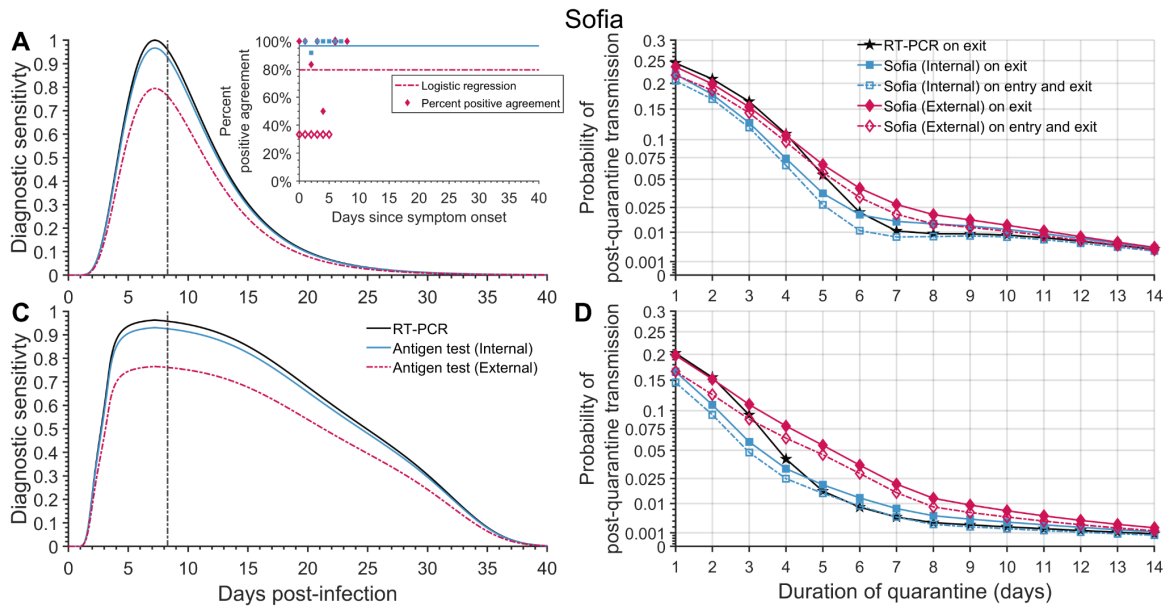 Sofia
A
Diagnostic sensitivty
1
0.9
0.8
0.7
0.6
0.5
0.4
0.3
0.2
0.1
0
0 5 10 15 20 25 30 35 40
Percent
positive agreement
100%
80%
60%
40%
20%
0%
Logistic regression
Percent positive agreement
0 5 10 15 20 25 30 35 40
Days since symptom onset
Probability of
post-quarantine transmission
0.3
0.25
0.2
0.15
0.1
0.075
0.05
0.025
0.01
0.001
0
RT-PCR on exit
Sofia (Internal) on exit
Sofia (Internal) on entry and exit
Sofia (External) on exit
Sofia (External) on entry and exit
1 2 3 4 5 6 7 8 9 10 11 12 13 14
C
Diagnostic sensitivty
1
0.9
0.8
0.7
0.6
0.5
0.4
0.3
0.2
0.1
0
RT-PCR
Antigen test (Internal)
Antigen test (External)
0 5 10 15 20 25 30 35 40
Days post-infection
D
Probability of
post-quarantine transmission
0.3
0.25
0.2
0.15
0.1
0.075
0.05
0.025
0.01
0.001
0
1 2 3 4 5 6 7 8 9 10 11 12 13 14
Duration of quarantine (days)